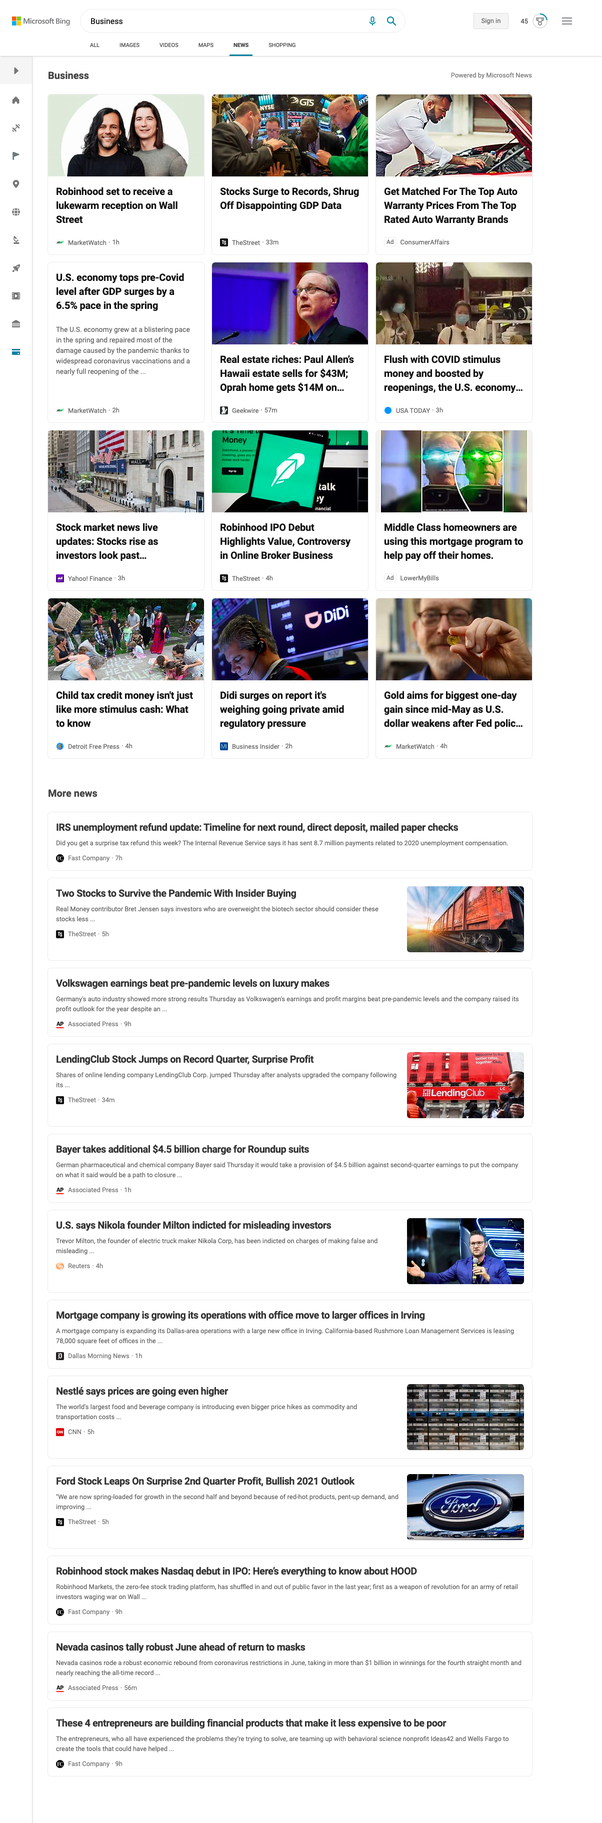 Microsoft Bing
Business
Sign in
45
ALL IMAGES VIDEOS MAPS NEWS SHOPPING
Business
Powered by Microsoft News
Robinhood set to receive a
lukewarm reception on Wall
Street
MarketWatch · 1h
GTS
Stocks Surge to Records, Shrug
Off Disappointing GDP Data
TheStreet · 33m
Get Matched For The Top Auto
Warranty Prices From The Top
Rated Auto Warranty Brands
Ad ConsumerAffairs
U.S. economy tops pre-Covid
level after GDP surges by a
6.5% pace in the spring
The U.S. economy grew at a blistering pace
in the spring and repaired most of the
damage caused by the pandemic thanks to
widespread coronavirus vaccinations and a
nearly full reopening of the ...
MarketWatch · 2h
Real estate riches: Paul Allen's
Hawaii estate sells for $43M;
Oprah home gets $14M on...
Geekwire · 57m
Flush with COVID stimulus
money and boosted by
reopenings, the U.S. economy...
USA TODAY · 3h
WALL
Stock market news live
updates: Stocks rise as
investors look past...
Yahoo! Finance · 3h
Money
talk
Robinhood IPO Debut
Highlights Value, Controversy
in Online Broker Business
TheStreet · 4h
Middle Class homeowners are
using this mortgage program to
help pay off their homes.
Ad LowerMyBills
Child tax credit money isn't just
like more stimulus cash: What
to know
Detroit Free Press · 4h
DiDi
Didi surges on report it's
weighing going private amid
regulatory pressure
Business Insider · 2h
Gold aims for biggest one-day
gain since mid-May as U.S.
dollar weakens after Fed polic...
MarketWatch · 4h
More news
IRS unemployment refund update: Timeline for next round, direct deposit, mailed paper checks
Did you get a surprise tax refund this week? The Internal Revenue Service says it has sent 8.7 million payments related to 2020 unemployment compensation.
Fast Company · 7h
Two Stocks to Survive the Pandemic With Insider Buying
Real Money contributor Bret Jensen says investors who are overweight the biotech sector should consider these
stocks less ...
TheStreet · 5h
Volkswagen earnings beat pre-pandemic levels on luxury makes
Germany's auto industry showed more strong results Thursday as Volkswagen's earnings and profit margins beat pre-pandemic levels and the company raised its
profit outlook for the year despite an ...
AP Associated Press · 9h
LendingClub Stock Jumps on Record Quarter, Surprise Profit
Shares of online lending company LendingClub Corp. jumped Thursday after analysts upgraded the company following
its ...
TheStreet · 34m
LendingClub
Bayer takes additional $4.5 billion charge for Roundup suits
German pharmaceutical and chemical company Bayer said Thursday it would take a provision of $4.5 billion against second-quarter earnings to put the company
on what it said would be a path to closure ...
AP Associated Press · 1h
U.S. says Nikola founder Milton indicted for misleading investors
Trevor Milton, the founder of electric truck maker Nikola Corp, has been indicted on charges of making false and
misleading ...
Reuters · 4h
Mortgage company is growing its operations with office move to larger offices in Irving
A mortgage company is expanding its Dallas-area operations with a large new office in Irving. California-based Rushmore Loan Management Services is leasing
78,000 square feet of offices in the ...
Dallas Morning News · 1h
Nestlé says prices are going even higher
The world's largest food and beverage company is introducing even bigger price hikes as commodity and
transportation costs ...
CNN · 5h
Ford Stock Leaps On Surprise 2nd Quarter Profit, Bullish 2021 Outlook
"We are now spring-loaded for growth in the second half and beyond because of red-hot products, pent-up demand, and
improving ...
TheStreet · 5h
Ford
Robinhood stock makes Nasdaq debut in IPO: Here's everything to know about HOOD
Robinhood Markets, the zero-fee stock trading platform, has shuffled in and out of public favor in the last year; first as a weapon of revolution for an army of retail
investors waging war on Wall ...
Fast Company · 9h
Nevada casinos tally robust June ahead of return to masks
Nevada casinos rode a robust economic rebound from coronavirus restrictions in June, taking in more than $1 billion in winnings for the fourth straight month and
nearly reaching the all-time record ...
AP Associated Press · 56m
These 4 entrepreneurs are building financial products that make it less expensive to be poor
The entrepreneurs, who all have experienced the problems they're trying to solve, are teaming up with behavioral science nonprofit Ideas42 and Wells Fargo to
create the tools that could have helped ...
Fast Company · 9h